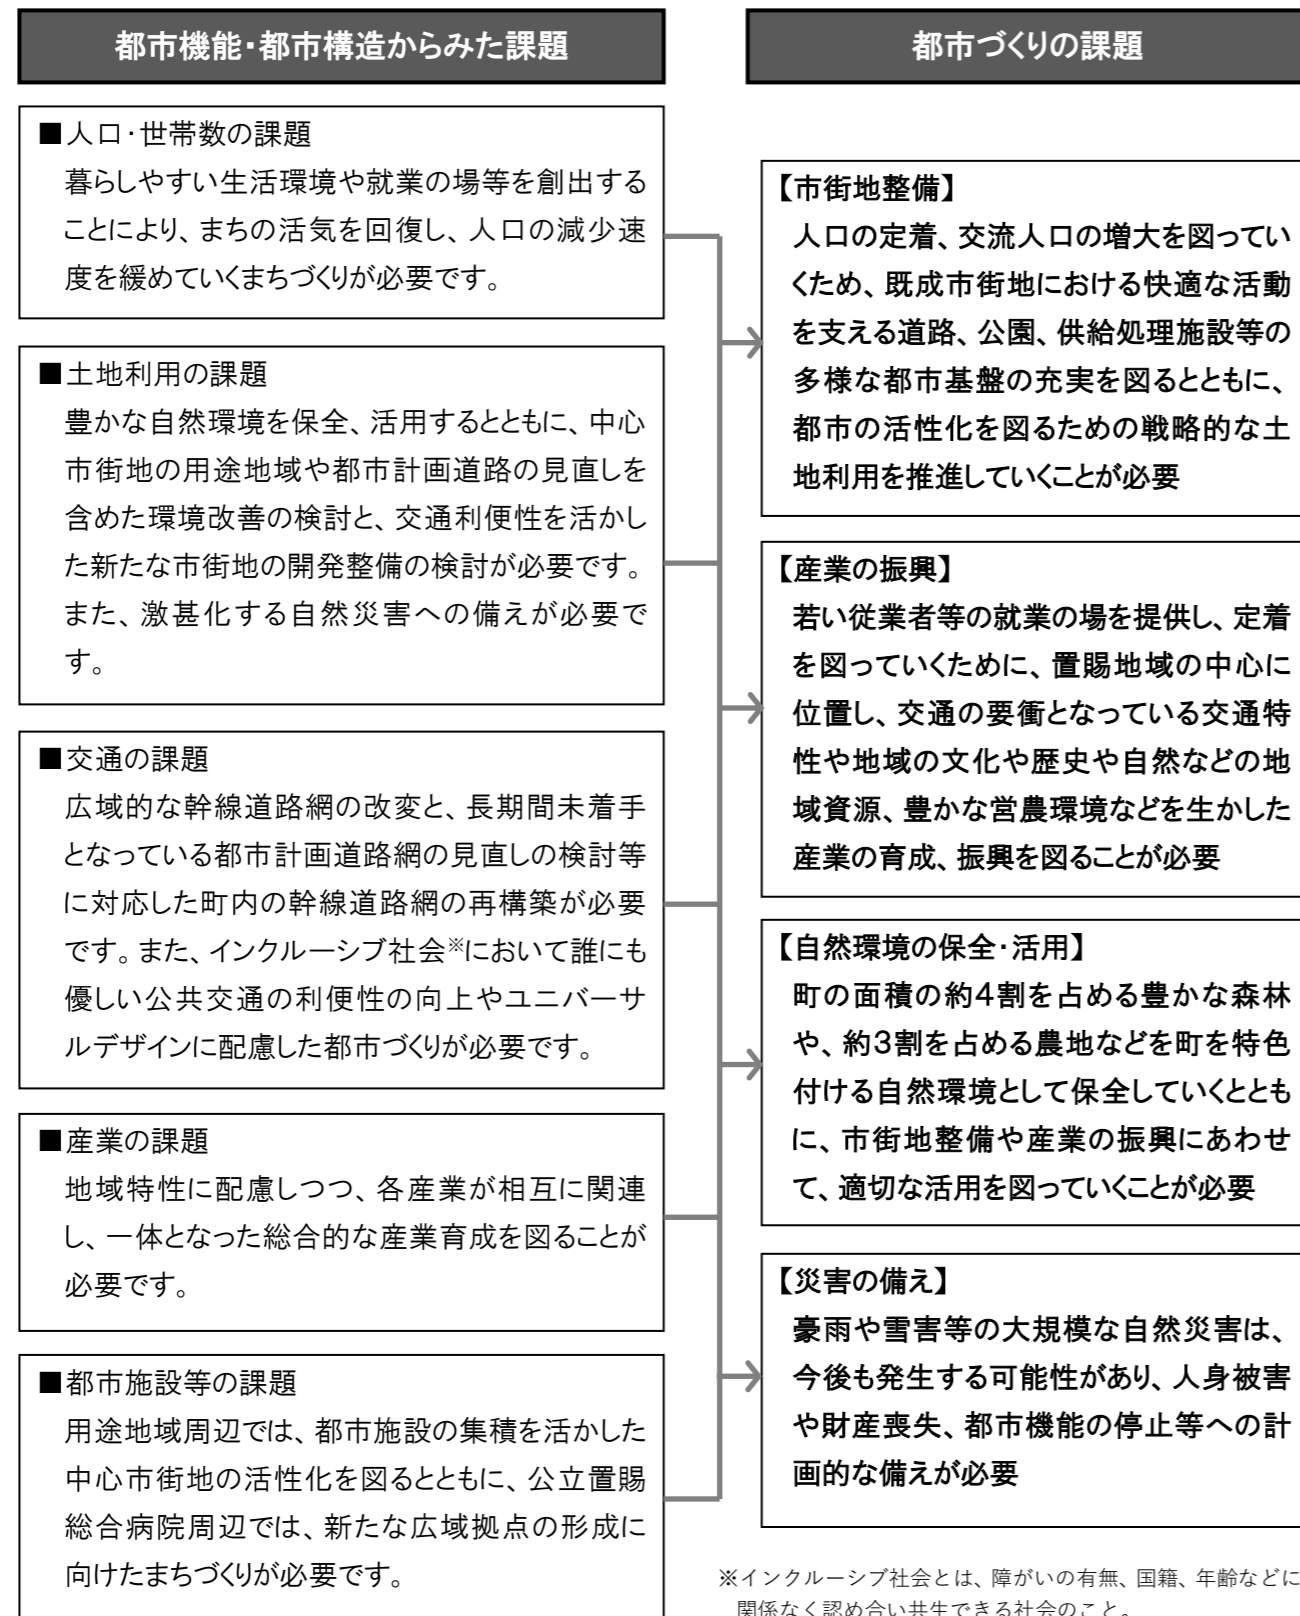 都市機能・都市構造からみた課題
■人口・世帯数の課題
暮らしやすい生活環境や就業の場等を創出する
ことにより、まちの活気を回復し、人口の減少速
度を緩めていくまちづくりが必要です。
■土地利用の課題
豊かな自然環境を保全、活用するとともに、中心
市街地の用途地域や都市計画道路の見直しを
含めた環境改善の検討と、交通利便性を活かし
た新たな市街地の開発整備の検討が必要です。
また、激甚化する自然災害への備えが必要で
す。
■交通の課題
広域的な幹線道路網の改変と、長期間未着手
となっている都市計画道路網の見直しの検討等
に対応した町内の幹線道路網の再構築が必要
です。また、インクルーシブ社会※において誰にも
優しい公共交通の利便性の向上やユニバーサ
ルデザインに配慮した都市づくりが必要です。
■産業の課題
地域特性に配慮しつつ、各産業が相互に関連
し、一体となった総合的な産業育成を図ることが
必要です。
■都市施設等の課題
用途地域周辺では、都市施設の集積を活かした
中心市街地の活性化を図るとともに、公立置賜
総合病院周辺では、新たな広域拠点の形成に
向けたまちづくりが必要です。
都市づくりの課題
【市街地整備】
人口の定着、交流人口の増大を図ってい
くため、既成市街地における快適な活動
を支える道路、公園、供給処理施設等の
多様な都市基盤の充実を図るとともに、
都市の活性化を図るための戦略的な土
地利用を推進していくことが必要
【産業の振興】
若い従業者等の就業の場を提供し、定着
を図っていくために、置賜地域の中心に
位置し、交通の要衝となっている交通特
性や地域の文化や歴史や自然などの地
域資源、豊かな営農環境などを生かした
産業の育成、振興を図ることが必要
【自然環境の保全・活用】
町の面積の約4割を占める豊かな森林
や、約3割を占める農地などを町を特色
付ける自然環境として保全していくととも
に、市街地整備や産業の振興にあわせ
て、適切な活用を図っていくことが必要
【災害の備え】
豪雨や雪害等の大規模な自然災害は、
今後も発生する可能性があり、人身被害
や財産喪失、都市機能の停止等への計
画的な備えが必要
※インクルーシブ社会とは、障がいの有無、国籍、年齢などに
関係なく認め合い共生できる社会のこと。